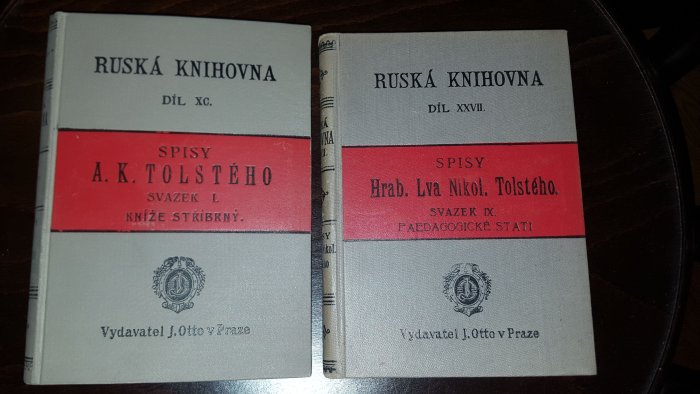 RUSKÁ KNIHOVNA
DÍL XC.
SPISY
A. K. TOLSTÉHO
SVAZEK I.
KNÍŽE STŘÍBRNÝ.
Vydavatel J. Otto v Praze
RUSKÁ KNIHOVNA
DÍL XXVII.
SPISY
Hrab. Lva Nikol. Tolstého.
SVAZEK IX.
PAEDAGOGICKÉ STATI
Vydavatel J. Otto v Praze